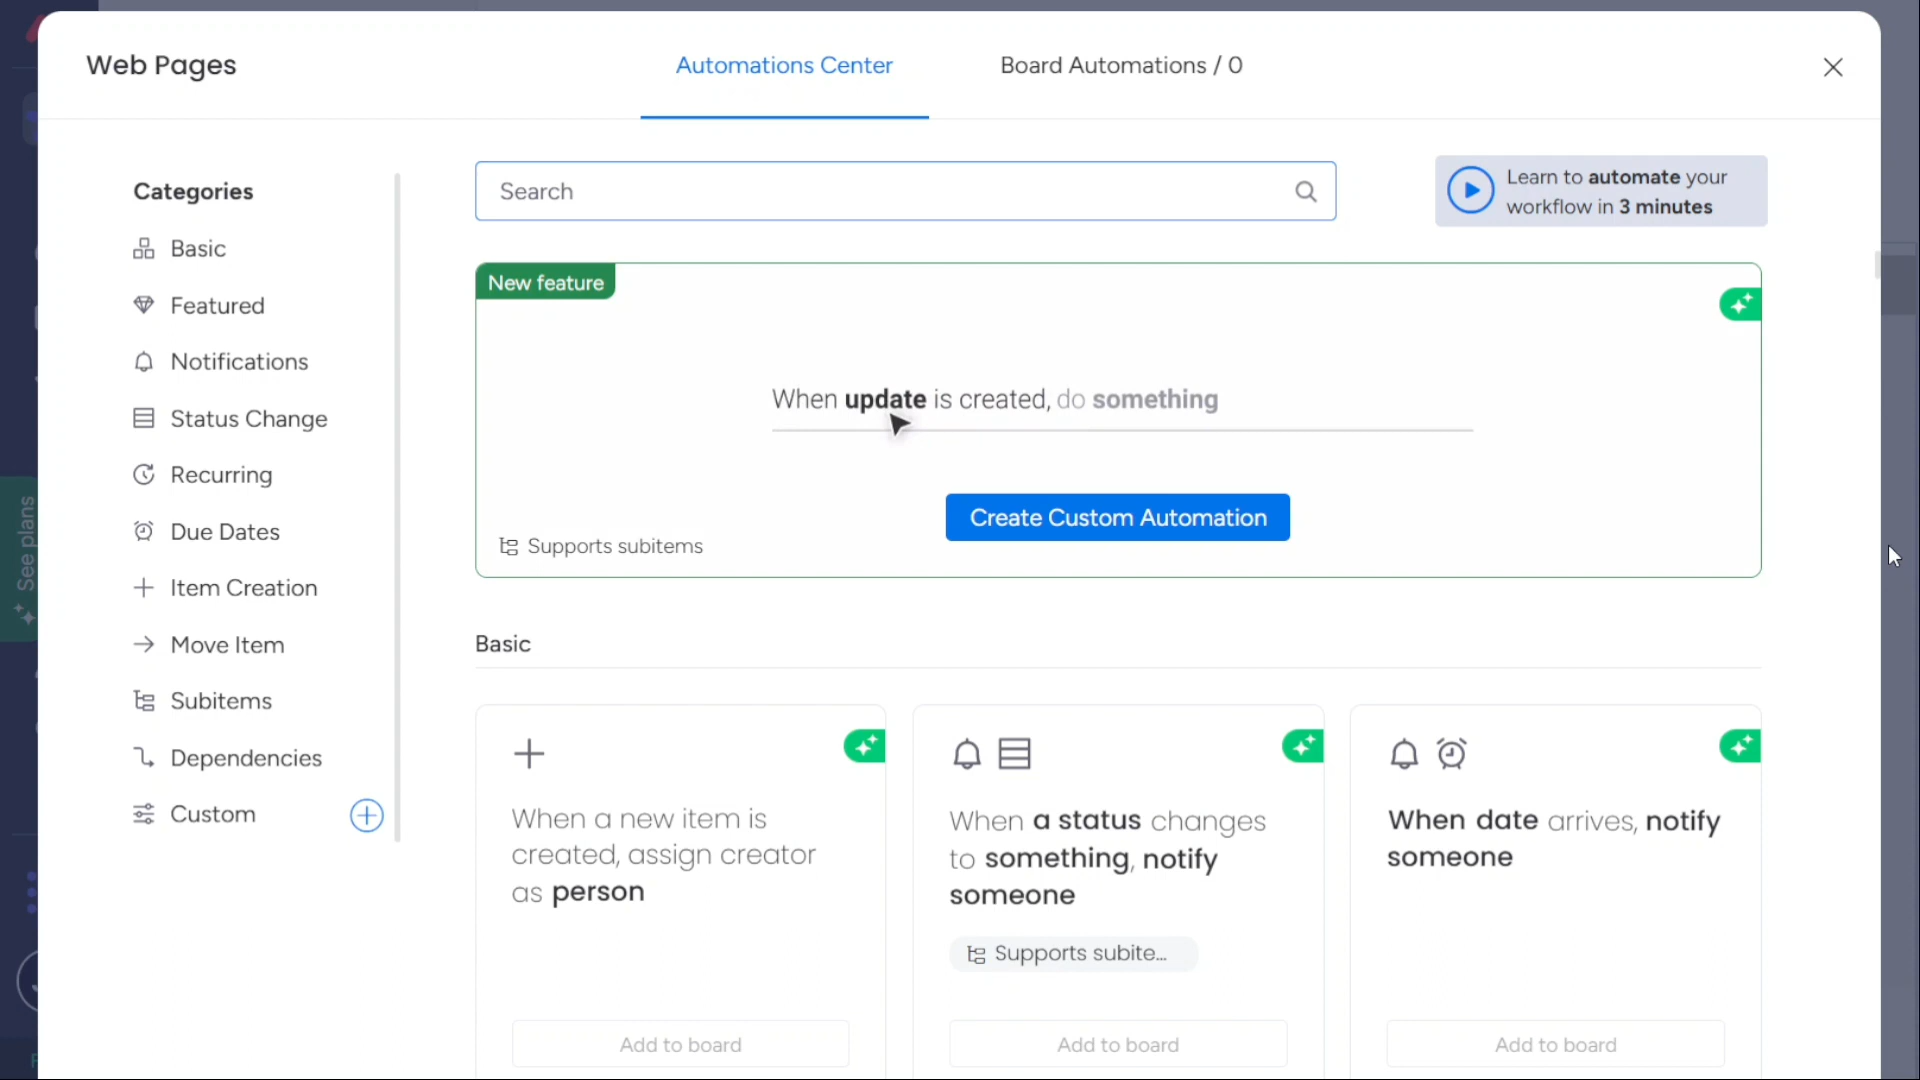 Web Pages
Automations Center
Board Automations / 0
Categories
Basic
Featured
Notifications
Status Change
Recurring
Due Dates
Item Creation
Move Item
Subitems
Dependencies
Custom
See plans
Search
Learn to automate your
workflow in 3 minutes
New feature
When update is created, do something
Create Custom Automation
Supports subitems
Basic
When a new item is
created, assign creator
as person
Add to board
When a status changes
to something, notify
someone
Supports subite...
Add to board
When date arrives, notify
someone
Add to board